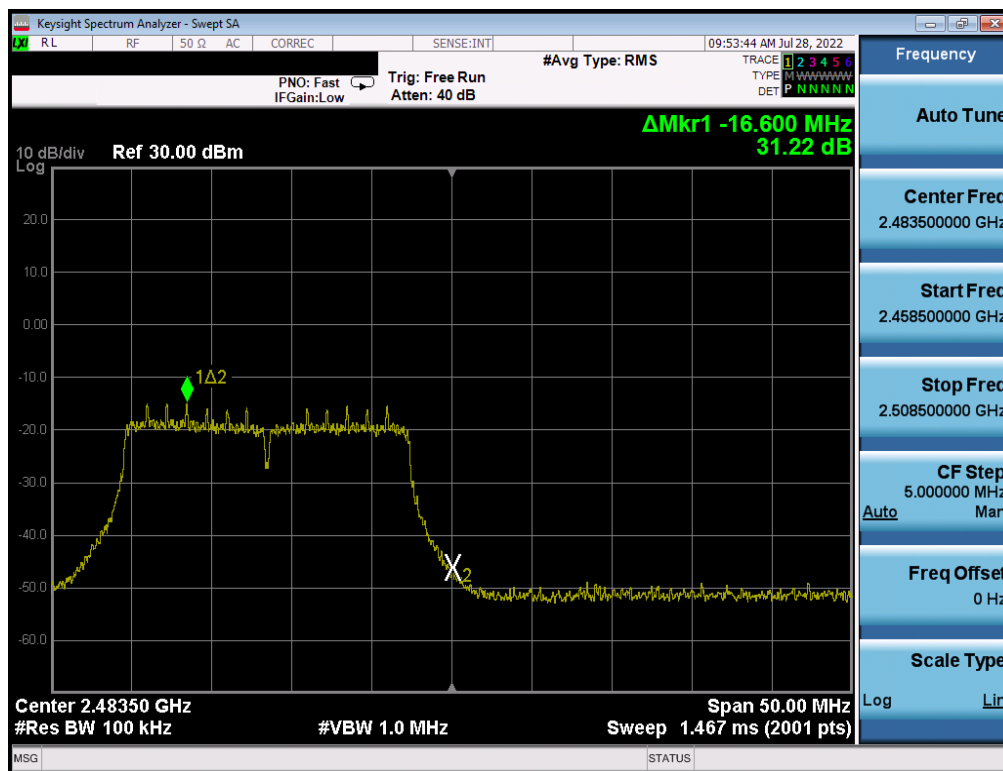 Keysight Spectrum Analyzer - Swept SA
LXI RL RF 50 Ω AC CORREC SENSE:INT 09:53:44 AM Jul 28, 2022
#Avg Type: RMS
TRACE 1 2 3 4 5 6
PNO: Fast Trig: Free Run
TYPE M WWWWW
IFGain:Low Atten: 40 dB
DET P N N N N N
ΔMkr1 -16.600 MHz
31.22 dB
10 dB/div Ref 30.00 dBm
Log
20.0
10.0
0.00
-10.0
1Δ2
-20.0
-30.0
-40.0
X2
-50.0
-60.0
Center 2.48350 GHz Span 50.00 MHz
#Res BW 100 kHz #VBW 1.0 MHz Sweep 1.467 ms (2001 pts)
MSG STATUS
Frequency
Auto Tune
Center Freq
2.483500000 GHz
Start Freq
2.458500000 GHz
Stop Freq
2.508500000 GHz
CF Step
5.000000 MHz
Auto Man
Freq Offset
0 Hz
Scale Type
Log Lin